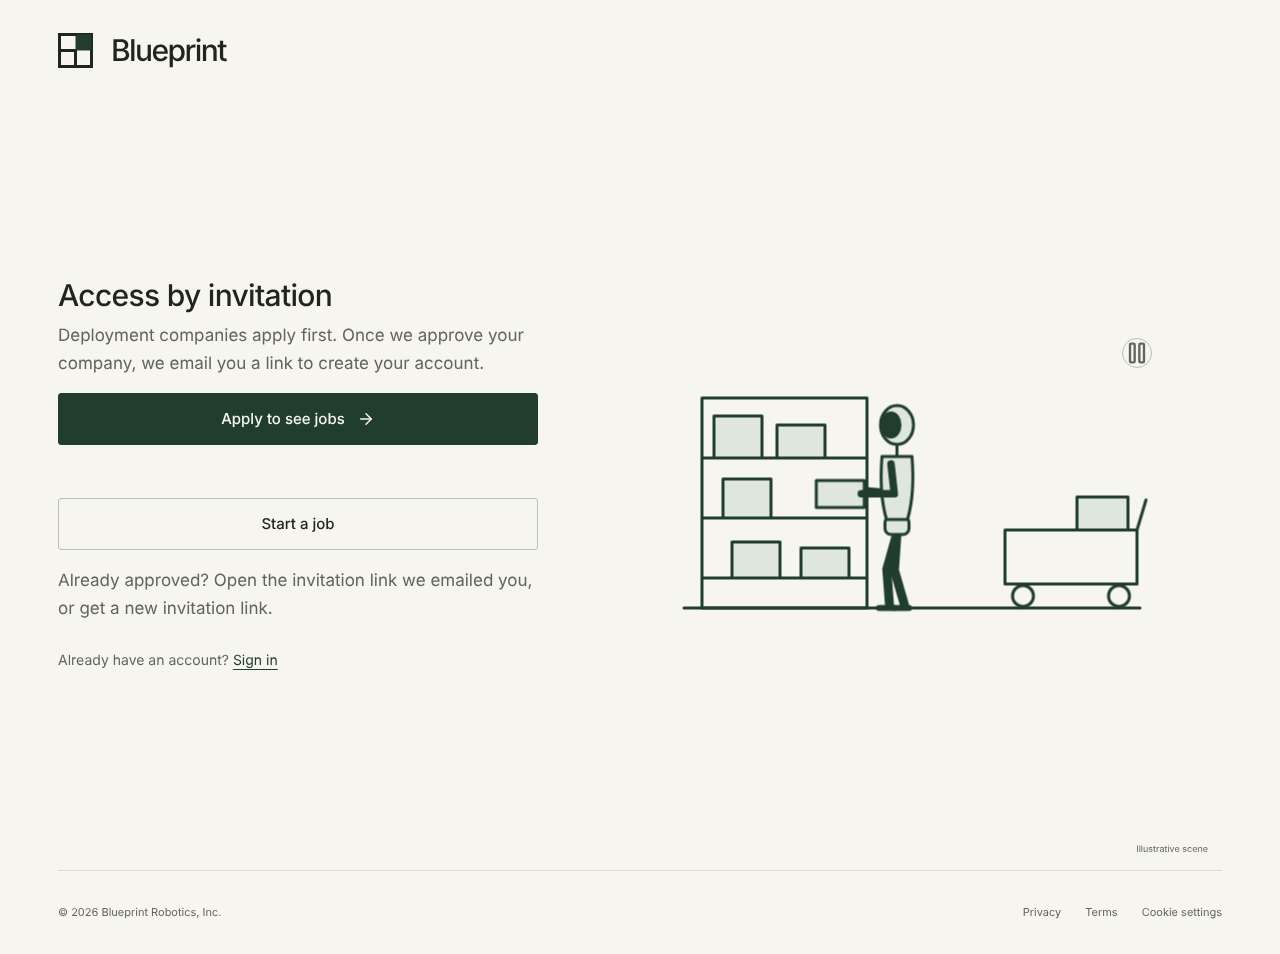 Blueprint
Access by invitation
Deployment companies apply first. Once we approve your
company, we email you a link to create your account.
Apply to see jobs
Start a job
Already approved? Open the invitation link we emailed you,
or get a new invitation link.
Already have an account? Sign in
Illustrative scene
© 2026 Blueprint Robotics, Inc.
Privacy Terms Cookie settings